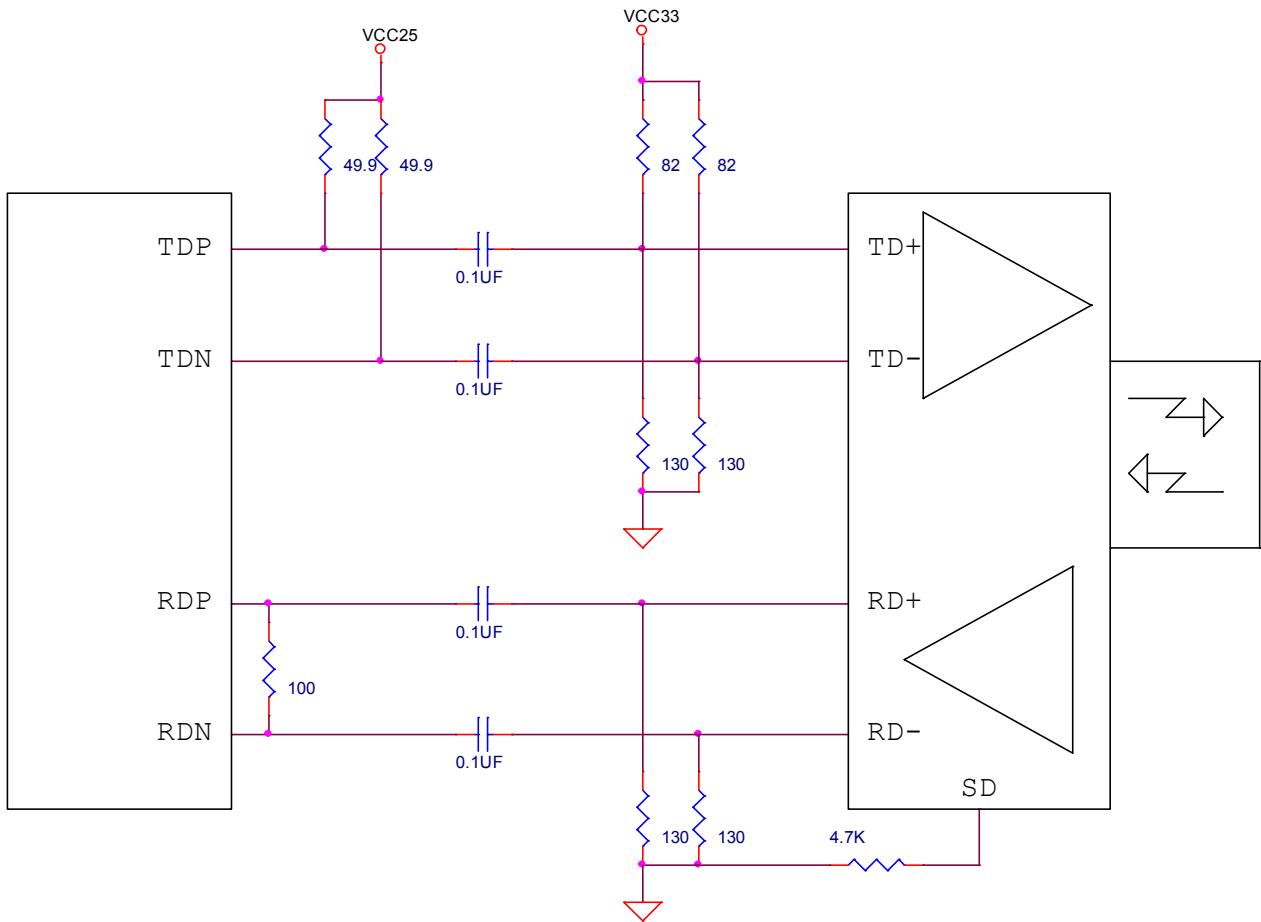 VCC33
VCC25
49.9 49.9
82 82
TDP TD+
0.1UF
TDN TD-
0.1UF
130 130
RDP RD+
0.1UF
100
RDN RD-
0.1UF
SD
130 130 4.7K